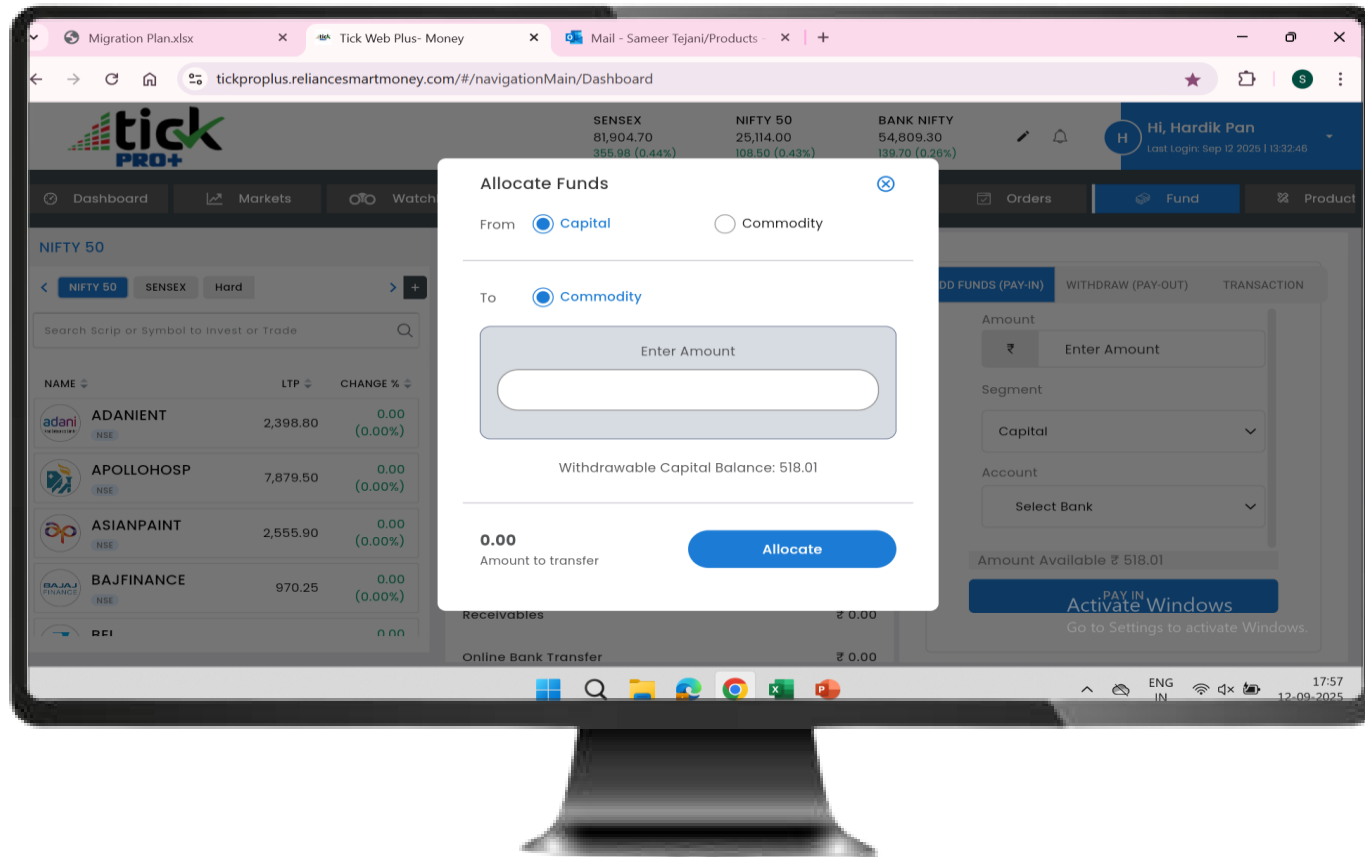 Migration Plan.xlsx
Tick Web Plus- Money
Mail - Sameer Tejani/Products -
tickproplus.reliancesmartmoney.com/#/navigationMain/Dashboard
S
tick
PRO+
SENSEX
81,904.70
355.98 (0.44%)
NIFTY 50
25,114.00
108.50 (0.43%)
BANK NIFTY
54,809.30
139.70 (0.26%)
H
Hi, Hardik Pan
Last Login: Sep 12 2025 | 13:32:46
Dashboard
Markets
Watch
Orders
Fund
Product
NIFTY 50
NIFTY 50
SENSEX
Hard
+
Search Scrip or Symbol to Invest or Trade
NAME
LTP
CHANGE %
adani
ADANIENT
NSE
2,398.80
0.00
(0.00%)
APOLLOHOSP
NSE
7,879.50
0.00
(0.00%)
ap
ASIANPAINT
NSE
2,555.90
0.00
(0.00%)
BAJAJ
FINANCE
BAJFINANCE
NSE
970.25
0.00
(0.00%)
BEL
0.00
Allocate Funds
From
Capital
Commodity
To
Commodity
Enter Amount
Withdrawable Capital Balance: 518.01
0.00
Amount to transfer
Allocate
Receivables
₹ 0.00
Online Bank Transfer
₹ 0.00
DD FUNDS (PAY-IN)
WITHDRAW (PAY-OUT)
TRANSACTION
Amount
₹
Enter Amount
Segment
Capital
Account
Select Bank
Amount Available ₹ 518.01
PAY IN
Activate Windows
Go to Settings to activate Windows.
ENG
IN
17:57
12-09-2025